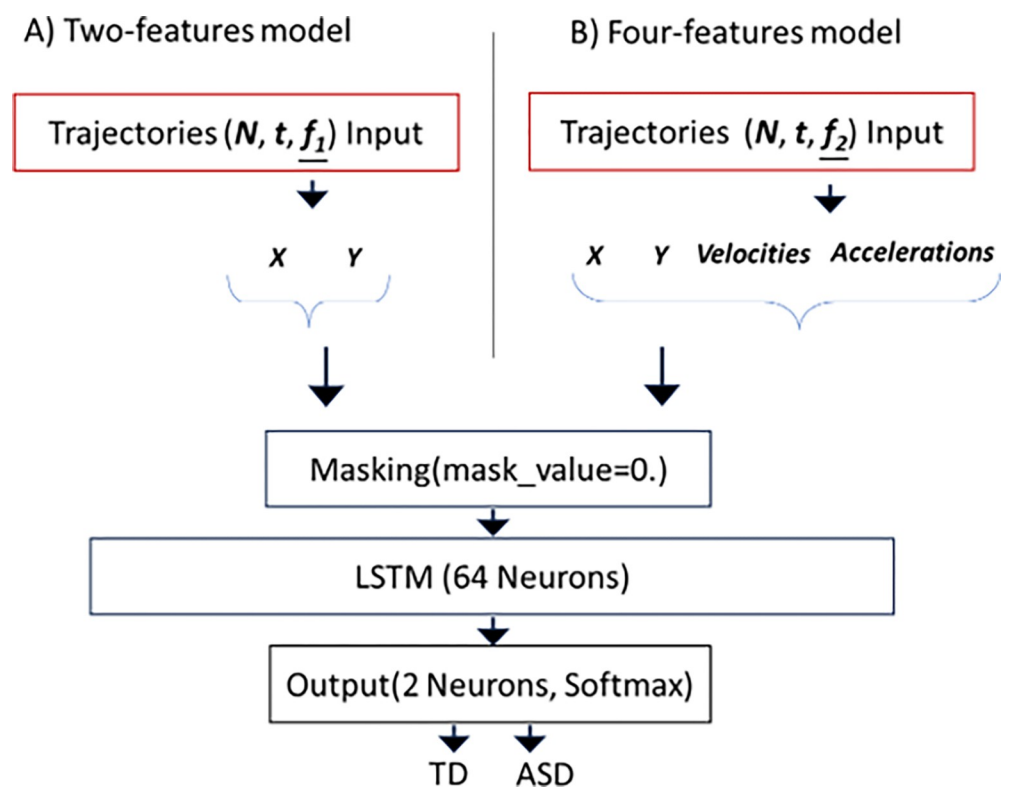 A) Two-features model
B) Four-features model
Trajectories (N, t, f₁) Input
Trajectories (N, t, f₂) Input
X Y
X Y Velocities Accelerations
Masking(mask_value=0.)
LSTM (64 Neurons)
Output(2 Neurons, Softmax)
TD ASD